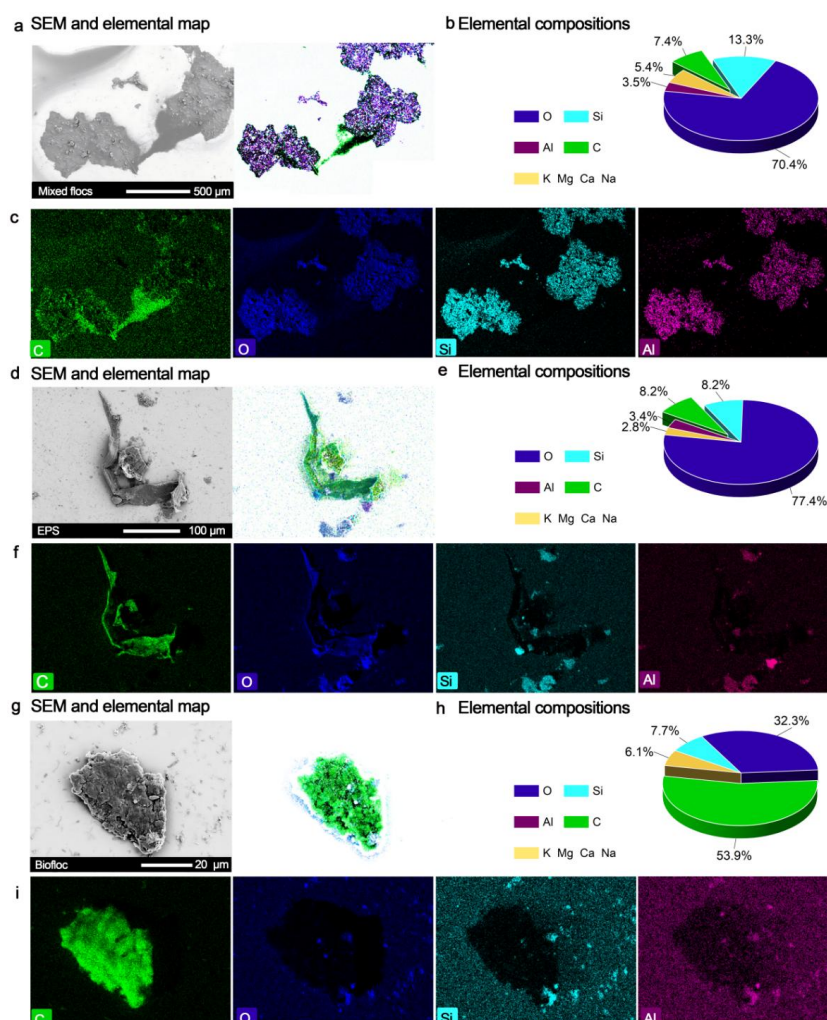 a SEM and elemental map
b Elemental compositions
7.4%
13.3%
5.4%
3.5%
O Si
Al C
K Mg Ca Na
70.4%
Mixed flocs 500 µm
c
C O Si Al
d SEM and elemental map
e Elemental compositions
8.2%
8.2%
3.4%
2.8%
O Si
Al C
K Mg Ca Na
77.4%
EPS 100 µm
f
C O Si Al
g SEM and elemental map
h Elemental compositions
32.3%
7.7%
6.1%
O Si
Al C
K Mg Ca Na
53.9%
Biofloc 20 µm
i
C O Si Al